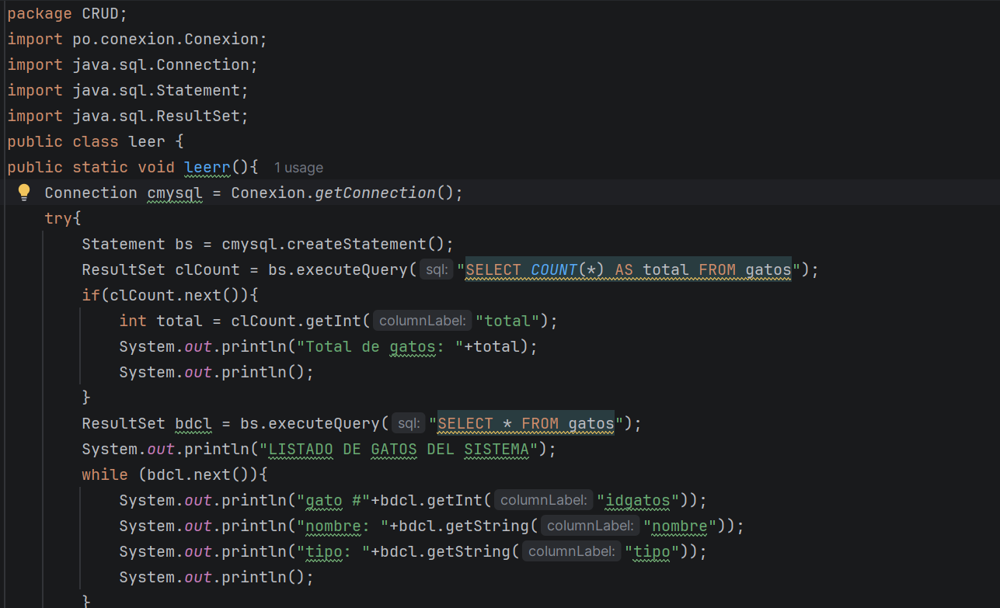 package CRUD;
import po.conexion.Conexion;
import java.sql.Connection;
import java.sql.Statement;
import java.sql.ResultSet;
public class leer {
public static void leerr(){ 1 usage
Connection cmysql = Conexion.getConnection();
try{
Statement bs = cmysql.createStatement();
ResultSet clCount = bs.executeQuery( sql: "SELECT COUNT(*) AS total FROM gatos");
if(clCount.next()){
int total = clCount.getInt( columnLabel: "total");
System.out.println("Total de gatos: "+total);
System.out.println();
}
ResultSet bdcl = bs.executeQuery( sql: "SELECT * FROM gatos");
System.out.println("LISTADO DE GATOS DEL SISTEMA");
while (bdcl.next()){
System.out.println("gato #"+bdcl.getInt( columnLabel: "idgatos"));
System.out.println("nombre: "+bdcl.getString( columnLabel: "nombre"));
System.out.println("tipo: "+bdcl.getString( columnLabel: "tipo"));
System.out.println();
}